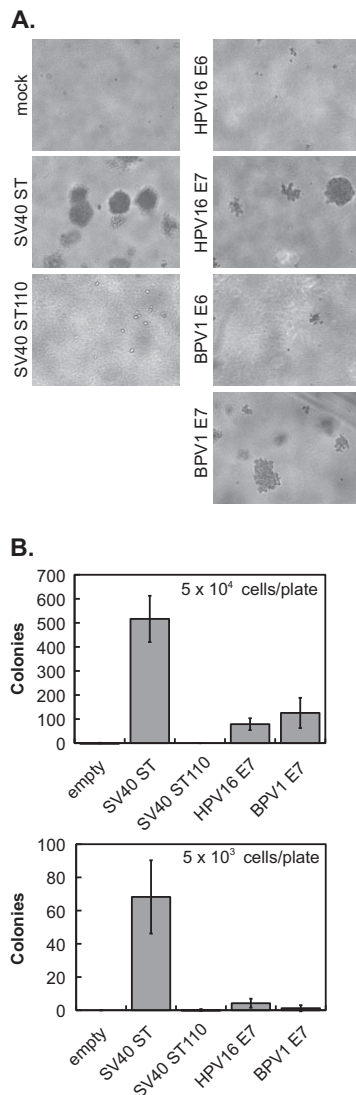 A.
mock
HPV16 E6
SV40 ST
HPV16 E7
SV40 ST110
BPV1 E6
BPV1 E7
B.
700
600
500
400
300
200
100
0
Colonies
5 x 10⁴ cells/plate
empty
SV40 ST
SV40 ST110
HPV16 E7
BPV1 E7
100
80
60
40
20
0
Colonies
5 x 10³ cells/plate
empty
SV40 ST
SV40 ST110
HPV16 E7
BPV1 E7